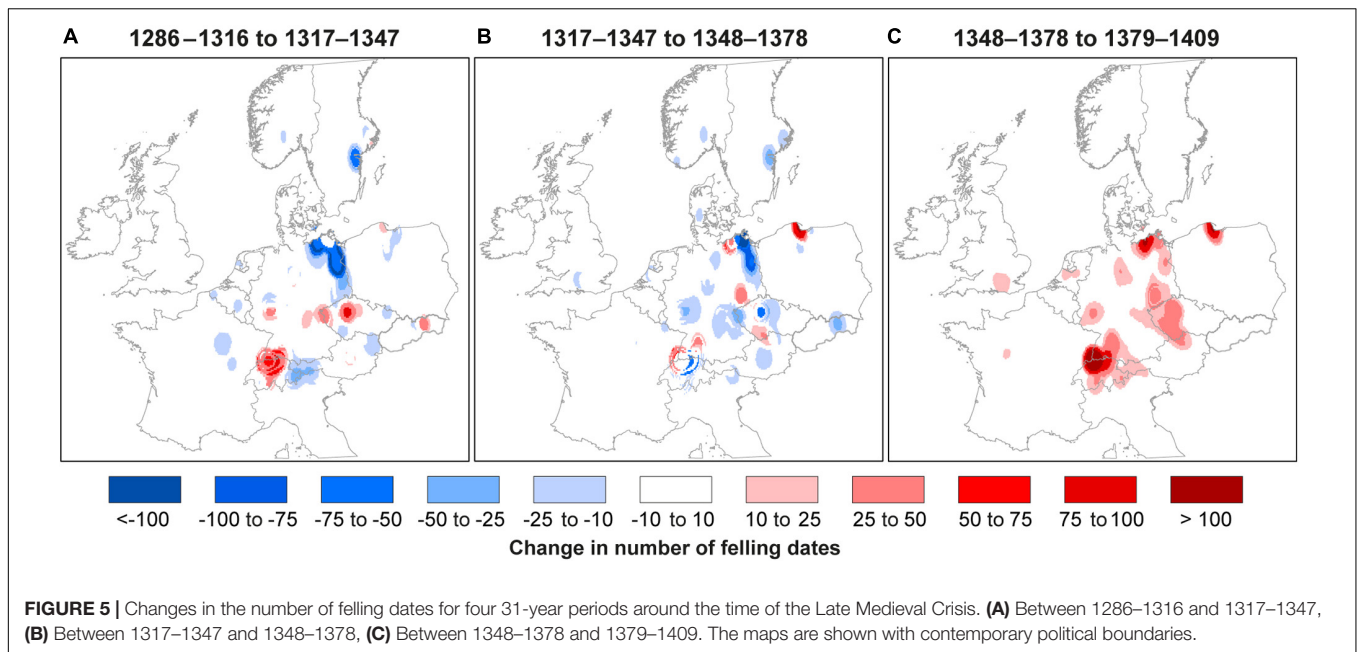 A 1286–1316 to 1317–1347
B 1317–1347 to 1348–1378
C 1348–1378 to 1379–1409
<-100
-100 to -75
-75 to -50
-50 to -25
-25 to -10
-10 to 10
10 to 25
25 to 50
50 to 75
75 to 100
> 100
Change in number of felling dates
FIGURE 5 | Changes in the number of felling dates for four 31-year periods around the time of the Late Medieval Crisis. (A) Between 1286–1316 and 1317–1347,
(B) Between 1317–1347 and 1348–1378, (C) Between 1348–1378 and 1379–1409. The maps are shown with contemporary political boundaries.